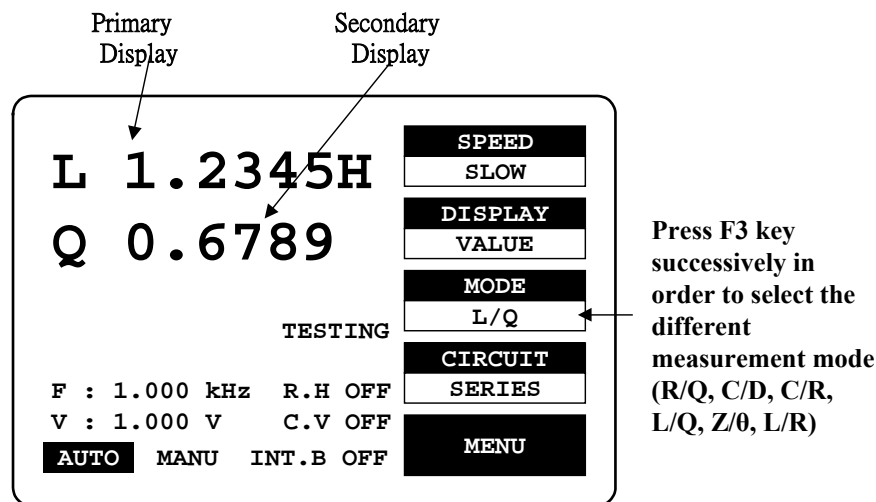 Primary
Display
Secondary
Display
L 1.2345H
Q 0.6789
TESTING
F : 1.000 kHz R.H OFF
V : 1.000 V C.V OFF
AUTO MANU INT.B OFF
SPEED
SLOW
DISPLAY
VALUE
MODE
L/Q
CIRCUIT
SERIES
MENU
Press F3 key
successively in
order to select the
different
measurement mode
(R/Q, C/D, C/R,
L/Q, Z/θ, L/R)